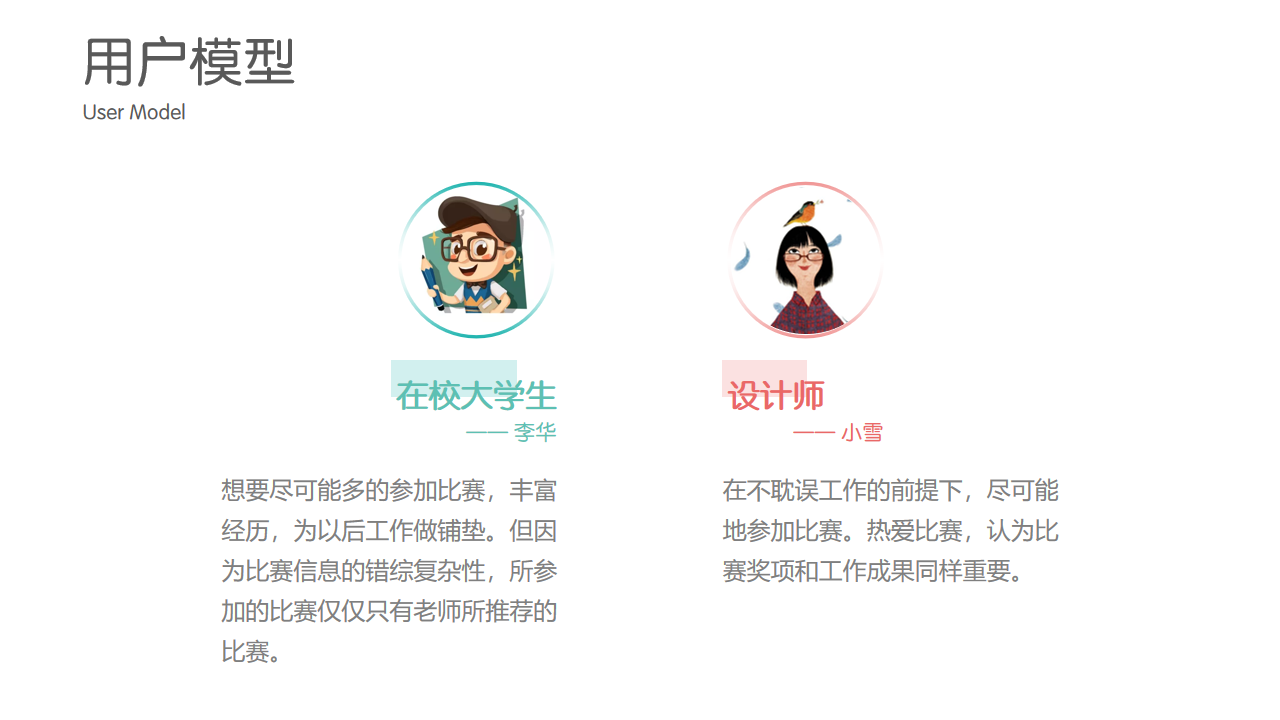 用户模型
User Model
在校大学生
—— 李华
想要尽可能多的参加比赛，丰富
经历，为以后工作做铺垫。但因
为比赛信息的错综复杂性，所参
加的比赛仅仅只有老师所推荐的
比赛。
设计师
—— 小雪
在不耽误工作的前提下，尽可能
地参加比赛。热爱比赛，认为比
赛奖项和工作成果同样重要。